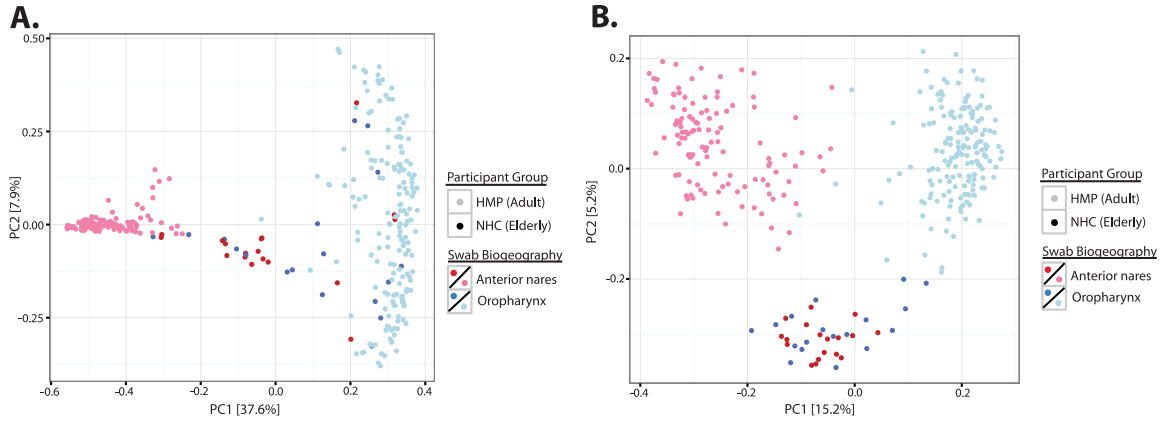 A.
0.50
0.25
0.00
−0.25
PC2 [7.9%]
−0.6
−0.4
−0.2
0.0
0.2
0.4
PC1 [37.6%]
Participant Group
HMP (Adult)
NHC (Elderly)
Swab Biogeography
Anterior nares
Oropharynx
B.
0.2
0.0
−0.2
PC2 [5.2%]
−0.4
−0.2
0.0
0.2
PC1 [15.2%]
Participant Group
HMP (Adult)
NHC (Elderly)
Swab Biogeography
Anterior nares
Oropharynx